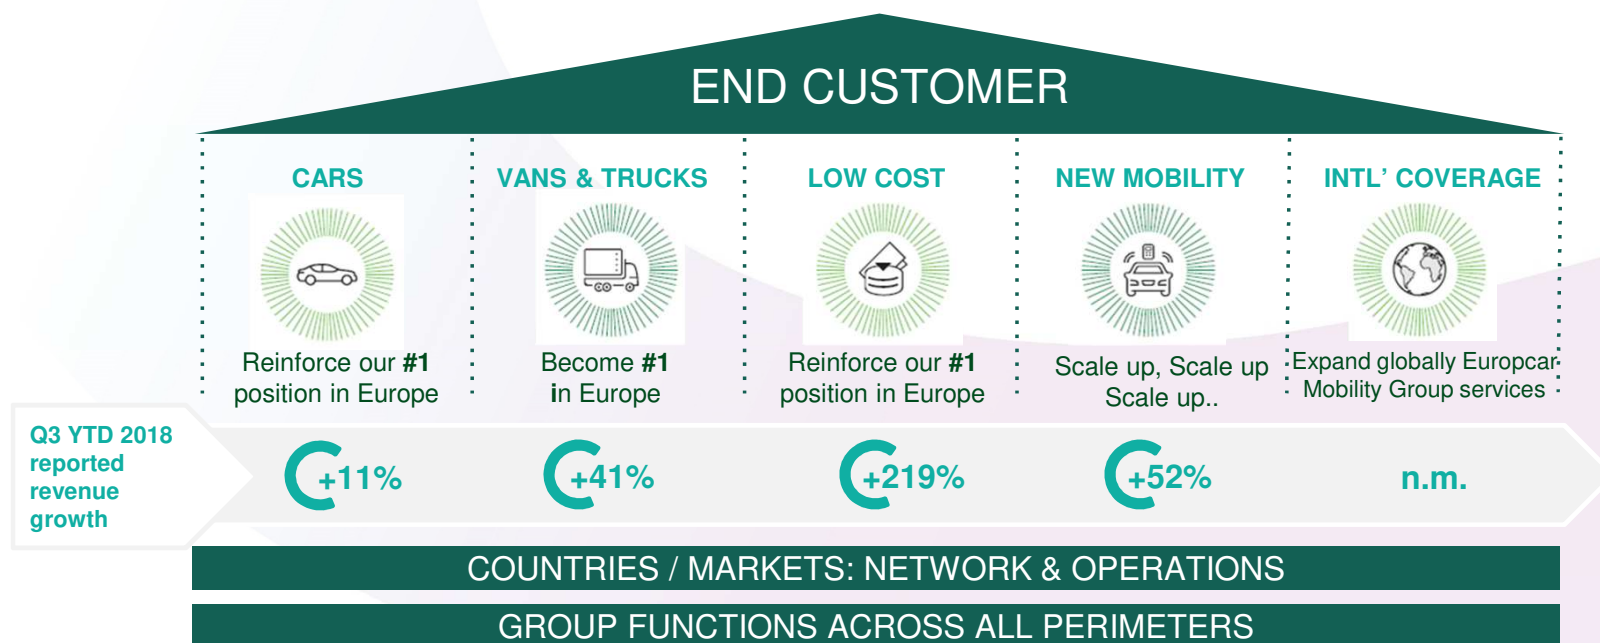 END CUSTOMER
CARS
Reinforce our #1
position in Europe
VANS & TRUCKS
Become #1
in Europe
LOW COST
Reinforce our #1
position in Europe
NEW MOBILITY
Scale up, Scale up
Scale up..
INTL' COVERAGE
Expand globally Europcar
Mobility Group services
Q3 YTD 2018
reported
revenue
growth
+11%
+41%
+219%
+52%
n.m.
COUNTRIES / MARKETS: NETWORK & OPERATIONS
GROUP FUNCTIONS ACROSS ALL PERIMETERS